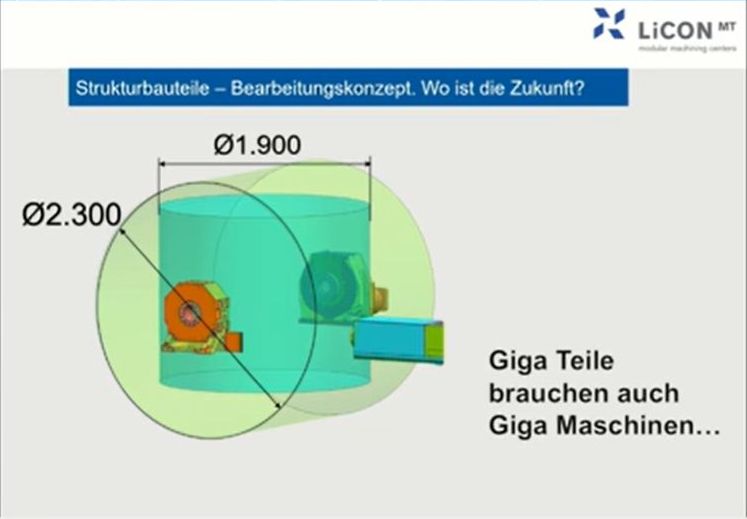 LiCON MT
modular machining centers
Strukturbauteile – Bearbeitungskonzept. Wo ist die Zukunft?
Ø1.900
Ø2.300
Giga Teile
brauchen auch
Giga Maschinen...